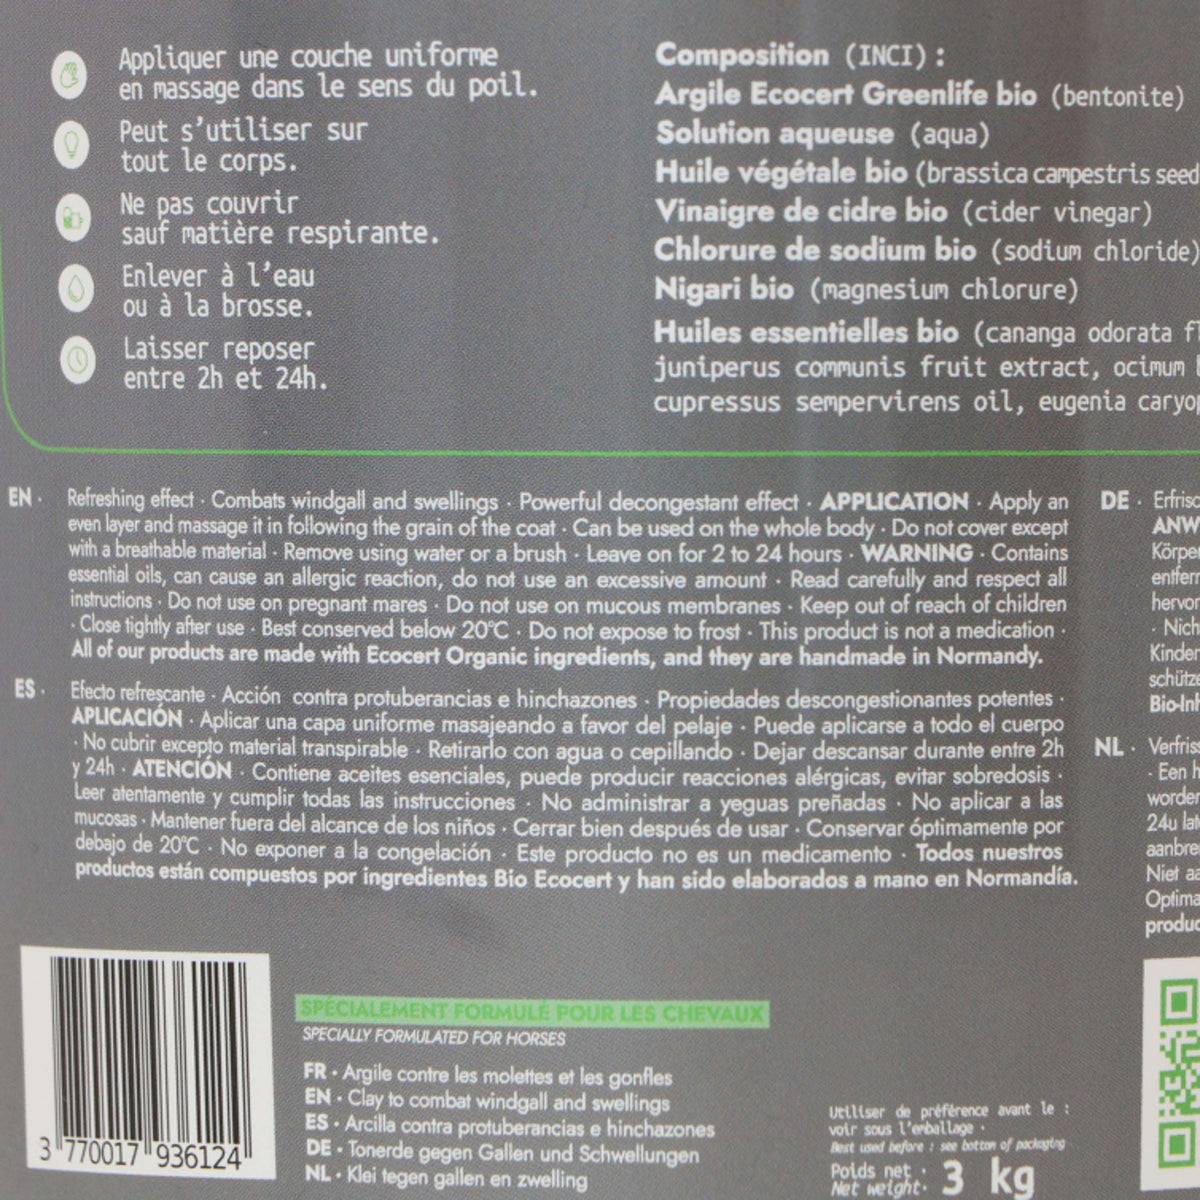 Appliquer une couche uniforme
en massage dans le sens du poil.
Peut s'utiliser sur
tout le corps.
Ne pas couvrir
sauf matière respirante.
Enlever à l'eau
ou à la brosse.
Laisser reposer
entre 2h et 24h.
Composition (INCI) :
Argile Ecocert Greenlife bio (bentonite)
Solution aqueuse (aqua)
Huile végétale bio (brassica campestris seed
Vinaigre de cidre bio (cider vinegar)
Chlorure de sodium bio (sodium chloride)
Nigari bio (magnesium chlorure)
Huiles essentielles bio (cananga odorata
juniperus communis fruit extract, ocimum
cupressus sempervirens oil, eugenia
EN · Refreshing effect · Combats windgall and swellings · Powerful decongestant effect · APPLICATION · Apply an
even layer and massage it in following the grain of the coat · Can be used on the whole body · Do not cover except
with a breathable material · Remove using water or a brush · Leave on for 2 to 24 hours · WARNING · Contains
essential oils, can cause an allergic reaction, do not use an excessive amount · Read carefully and respect all
instructions · Do not use on pregnant mares · Do not use on mucous membranes · Keep out of reach of children
· Close tightly after use · Best conserved below 20°C · Do not expose to frost · This product is not a medication ·
All of our products are made with Ecocert Organic ingredients, and they are handmade in Normandy.
ES · Efecto refrescante · Acción contra protuberancias e hinchazones · Propiedades descongestionantes potentes ·
APLICACIÓN · Aplicar una capa uniforme masajeando a favor del pelaje · Puede aplicarse a todo el cuerpo
· No cubrir excepto material transpirable · Retirarlo con agua o cepillando · Dejar descansar durante entre 2h
y 24h · ATENCIÓN · Contiene aceites esenciales, puede producir reacciones alérgicas, evitar sobredosis ·
Leer atentamente y cumplir todas las instrucciones · No administrar a yeguas preñadas · No aplicar a las
mucosas · Mantener fuera del alcance de los niños · Cerrar bien después de usar · Conservar óptimamente por
debajo de 20°C · No exponer a la congelación · Este producto no es un medicamento · Todos nuestros
productos están compuestos por ingredientes Bio Ecocert y han sido elaborados a mano en Normandía.
DE ·
NL ·
· Een
24u
Niet
3 770017 936124
SPÉCIALEMENT FORMULÉ POUR LES CHEVAUX
SPECIALLY FORMULATED FOR HORSES
FR · Argile contre les molettes et les gonfles
EN · Clay to combat windgall and swellings
ES · Arcilla contra protuberancias e hinchazones
DE · Tonerde gegen Gallen und Schwellungen
NL · Klei tegen gallen en zwelling
Utiliser de préférence avant le :
voir sous l'emballage ·
Best used before : see bottom of packaging
Poids net ·
Net weight· 3 kg